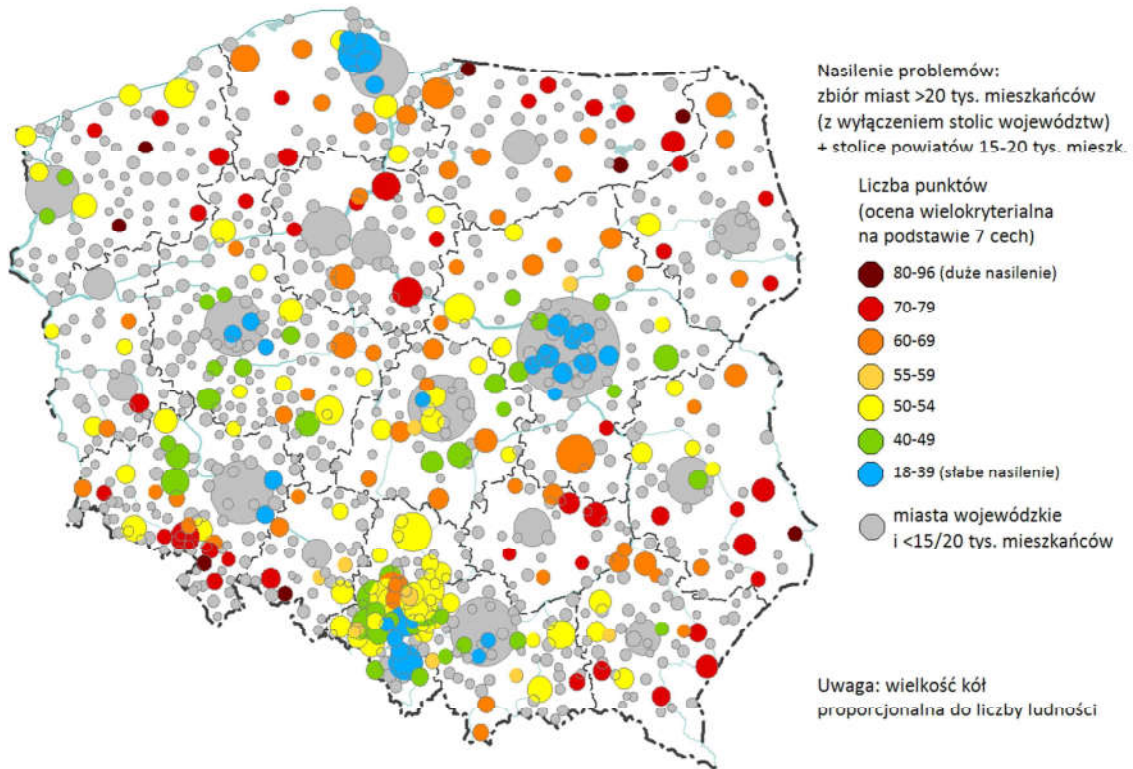 Nasilenie problemów:
zbiór miast >20 tys. mieszkańców
(z wyłączeniem stolic województw)
+ stolice powiatów 15-20 tys. mieszk.
Liczba punktów
(ocena wielokryterialna
na podstawie 7 cech)
80-96 (duże nasilenie)
70-79
60-69
55-59
50-54
40-49
18-39 (słabe nasilenie)
miasta wojewódzkie
i <15/20 tys. mieszkańców
Uwaga: wielkość kół
proporcjonalna do liczby ludności